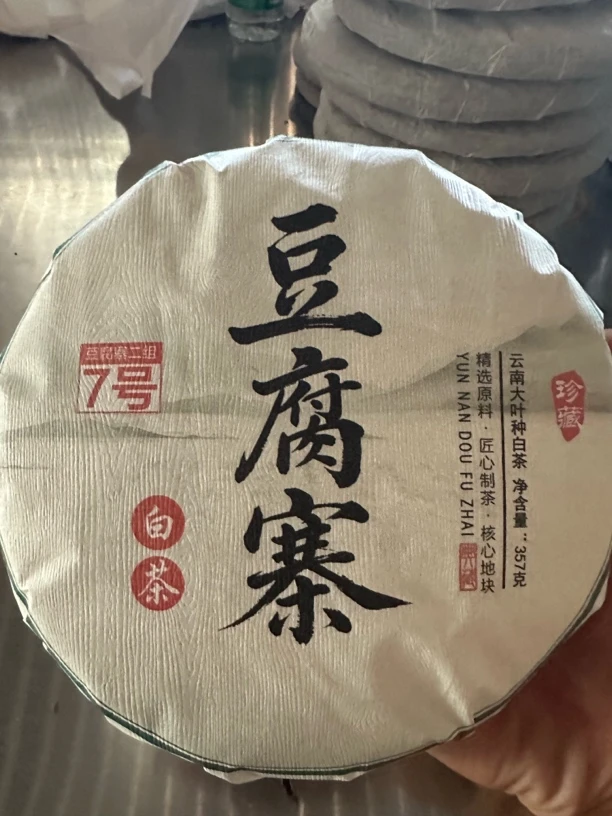 豆腐寨
豆腐寨二组
7号
白茶
珍藏
云南大叶种白茶 净含量：357克
精选原料·匠心制茶·核心地块
YUN NAN DOU FU ZHAI